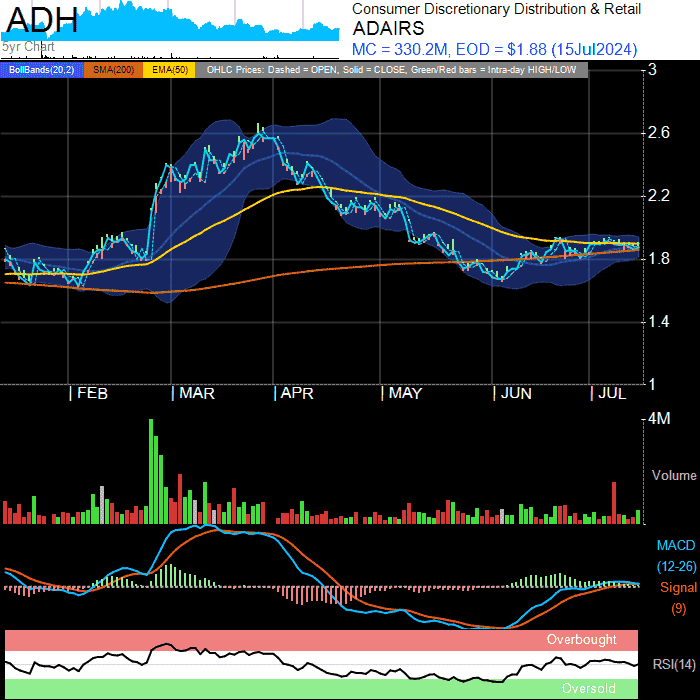 ADH
5yr Chart
Consumer Discretionary Distribution & Retail
ADAIRS
MC = 330.2M, EOD = $1.88 (15Jul2024)
BollBands(20,2) SMA(200) EMA(50) OHLC Prices: Dashed = OPEN, Solid = CLOSE, Green/Red bars = Intra-day HIGH/LOW
3
2.6
2.2
1.8
1.4
1
| FEB | MAR | APR | MAY | JUN | JUL
4M
Volume
MACD
(12-26)
Signal
(9)
Overbought
RSI(14)
Oversold